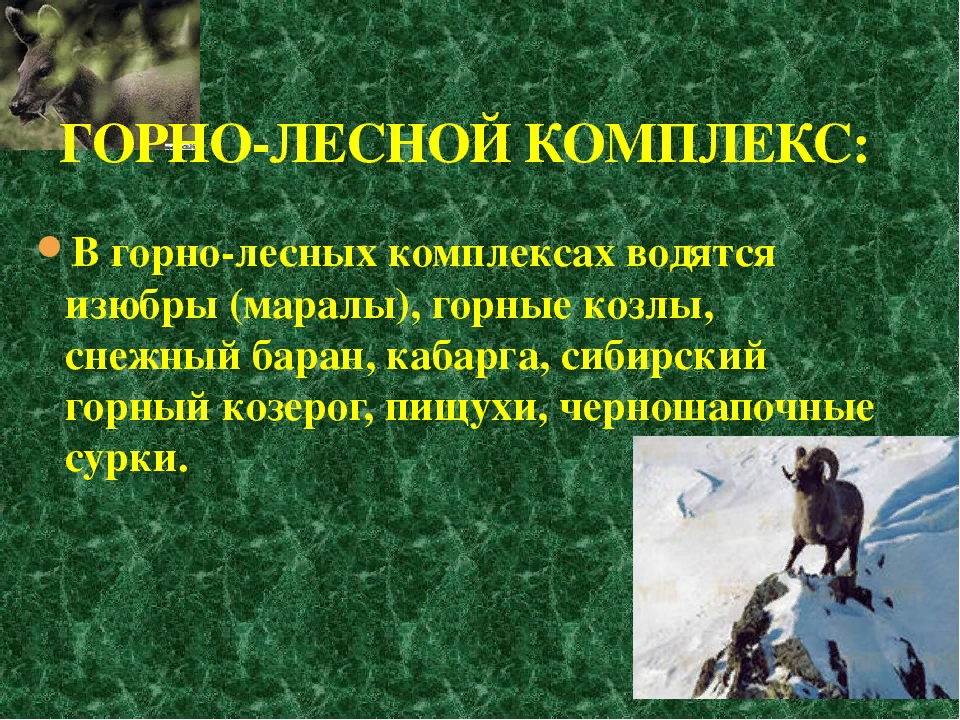 ГОРНО-ЛЕСНОЙ КОМПЛЕКС:
В горно-лесных комплексах водятся
изюбры (маралы), горные козлы,
снежный баран, кабарга, сибирский
горный козерог, пищухи, черношапочные
сурки.